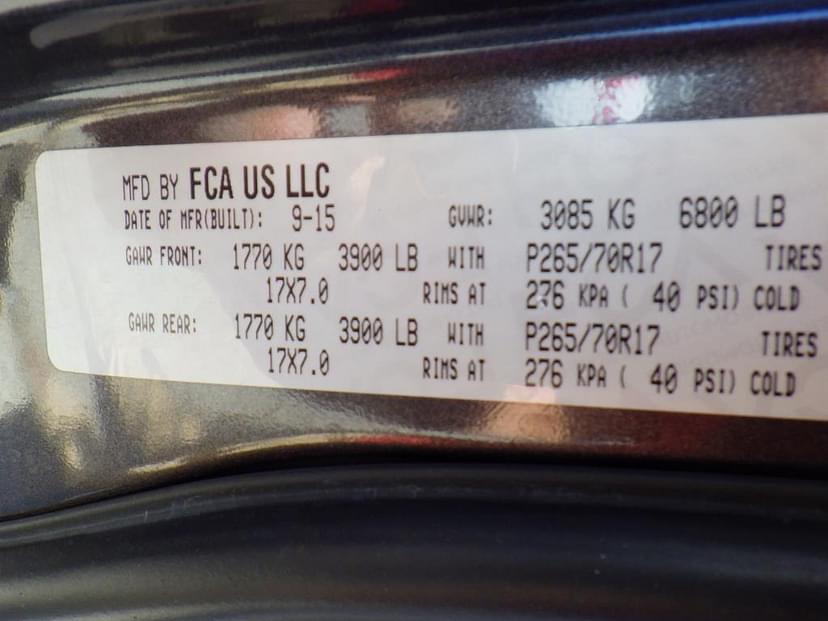 MFD BY FCA US LLC
DATE OF MFR(BUILT): 9-15 GVWR: 3085 KG 6800 LB
GAWR FRONT: 1770 KG 3900 LB WITH P265/70R17 TIRES
17X7.0 RIMS AT 276 KPA ( 40 PSI) COLD
GAWR REAR: 1770 KG 3900 LB WITH P265/70R17 TIRES
17X7.0 RIMS AT 276 KPA ( 40 PSI) COLD